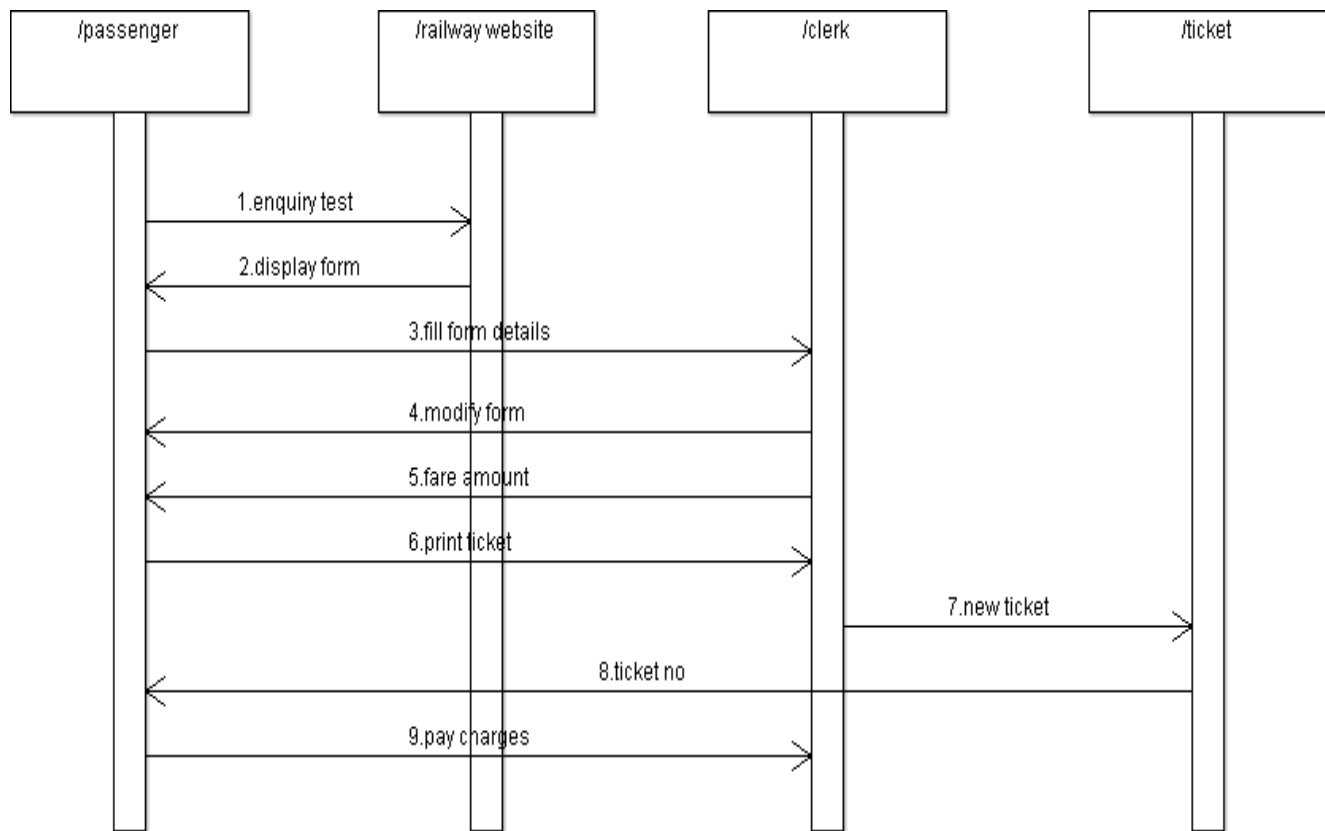 /passenger
/railway website
/clerk
/ticket
1.enquiry test
2.display form
3.fill form details
4.modify form
5.fare amount
6.print ticket
7.new ticket
8.ticket no
9.pay charges